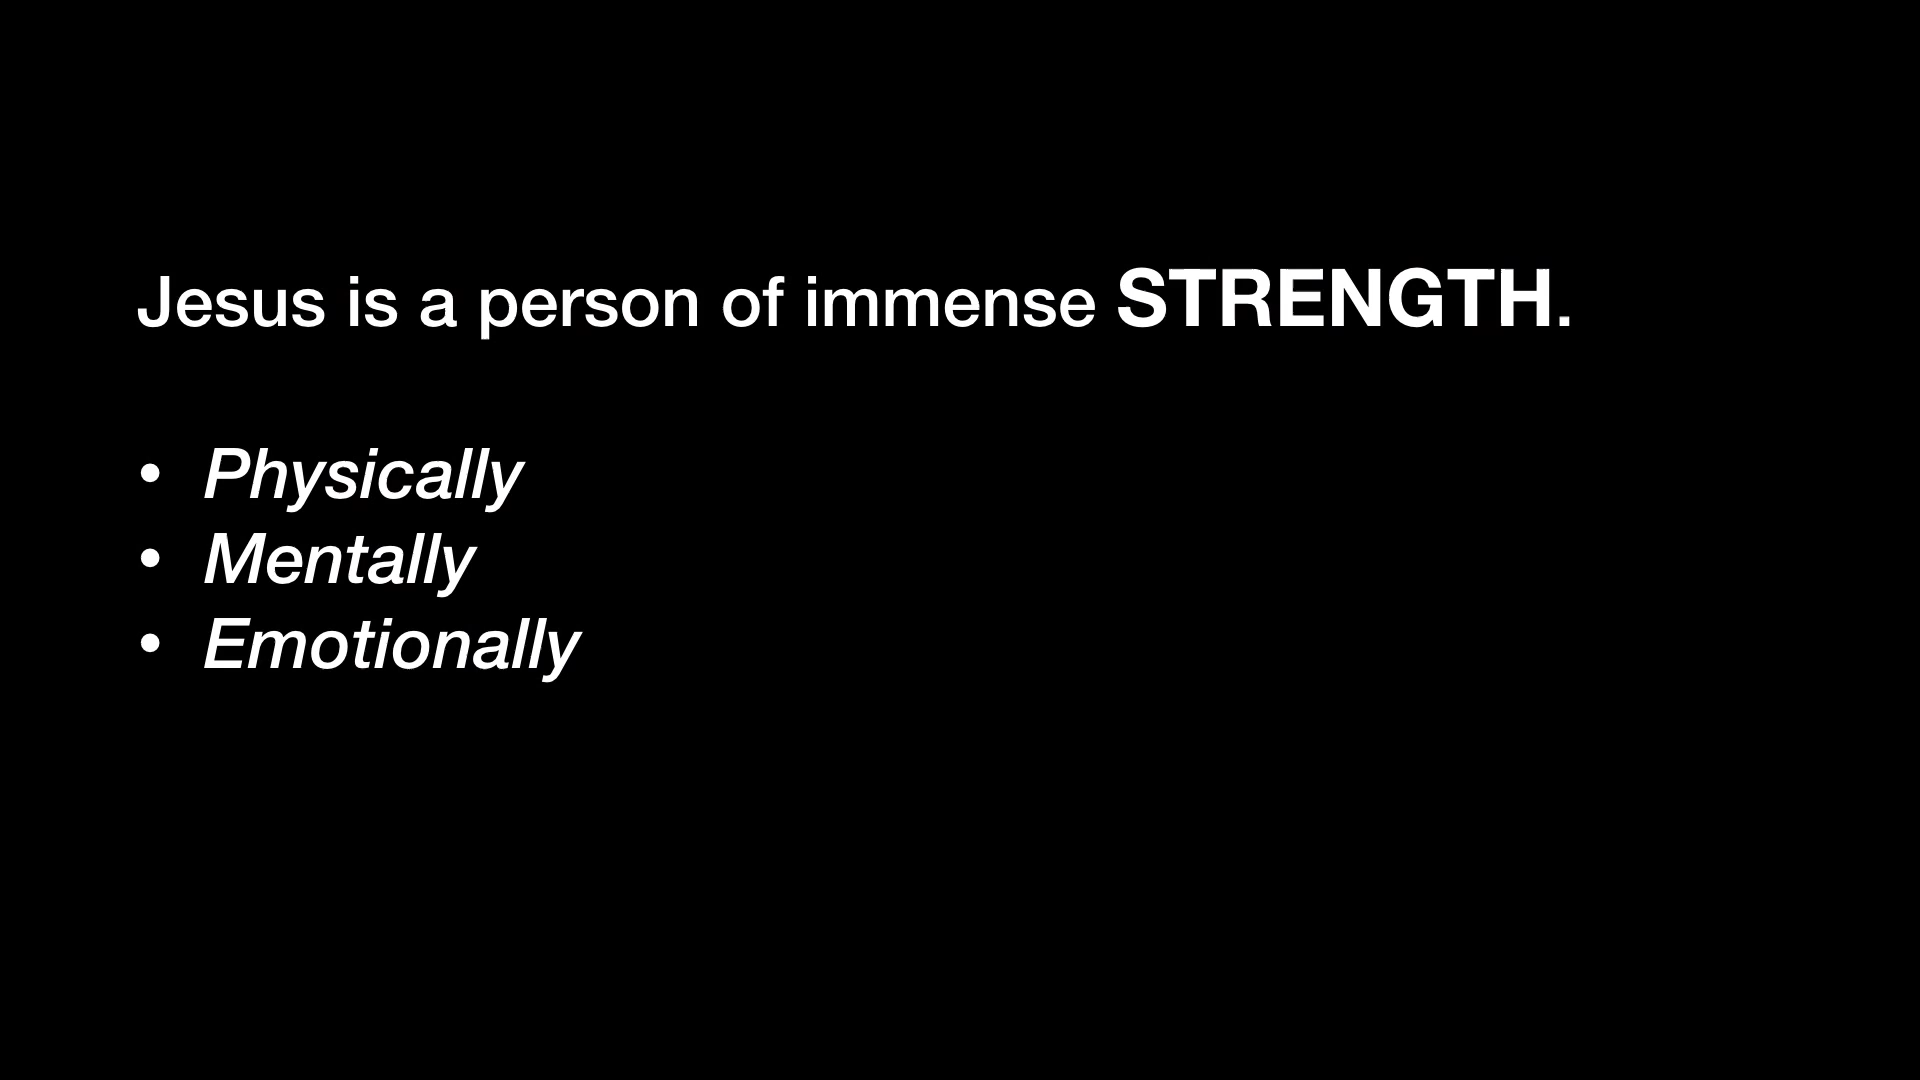 Jesus is a person of immense STRENGTH.
• Physically
• Mentally
• Emotionally